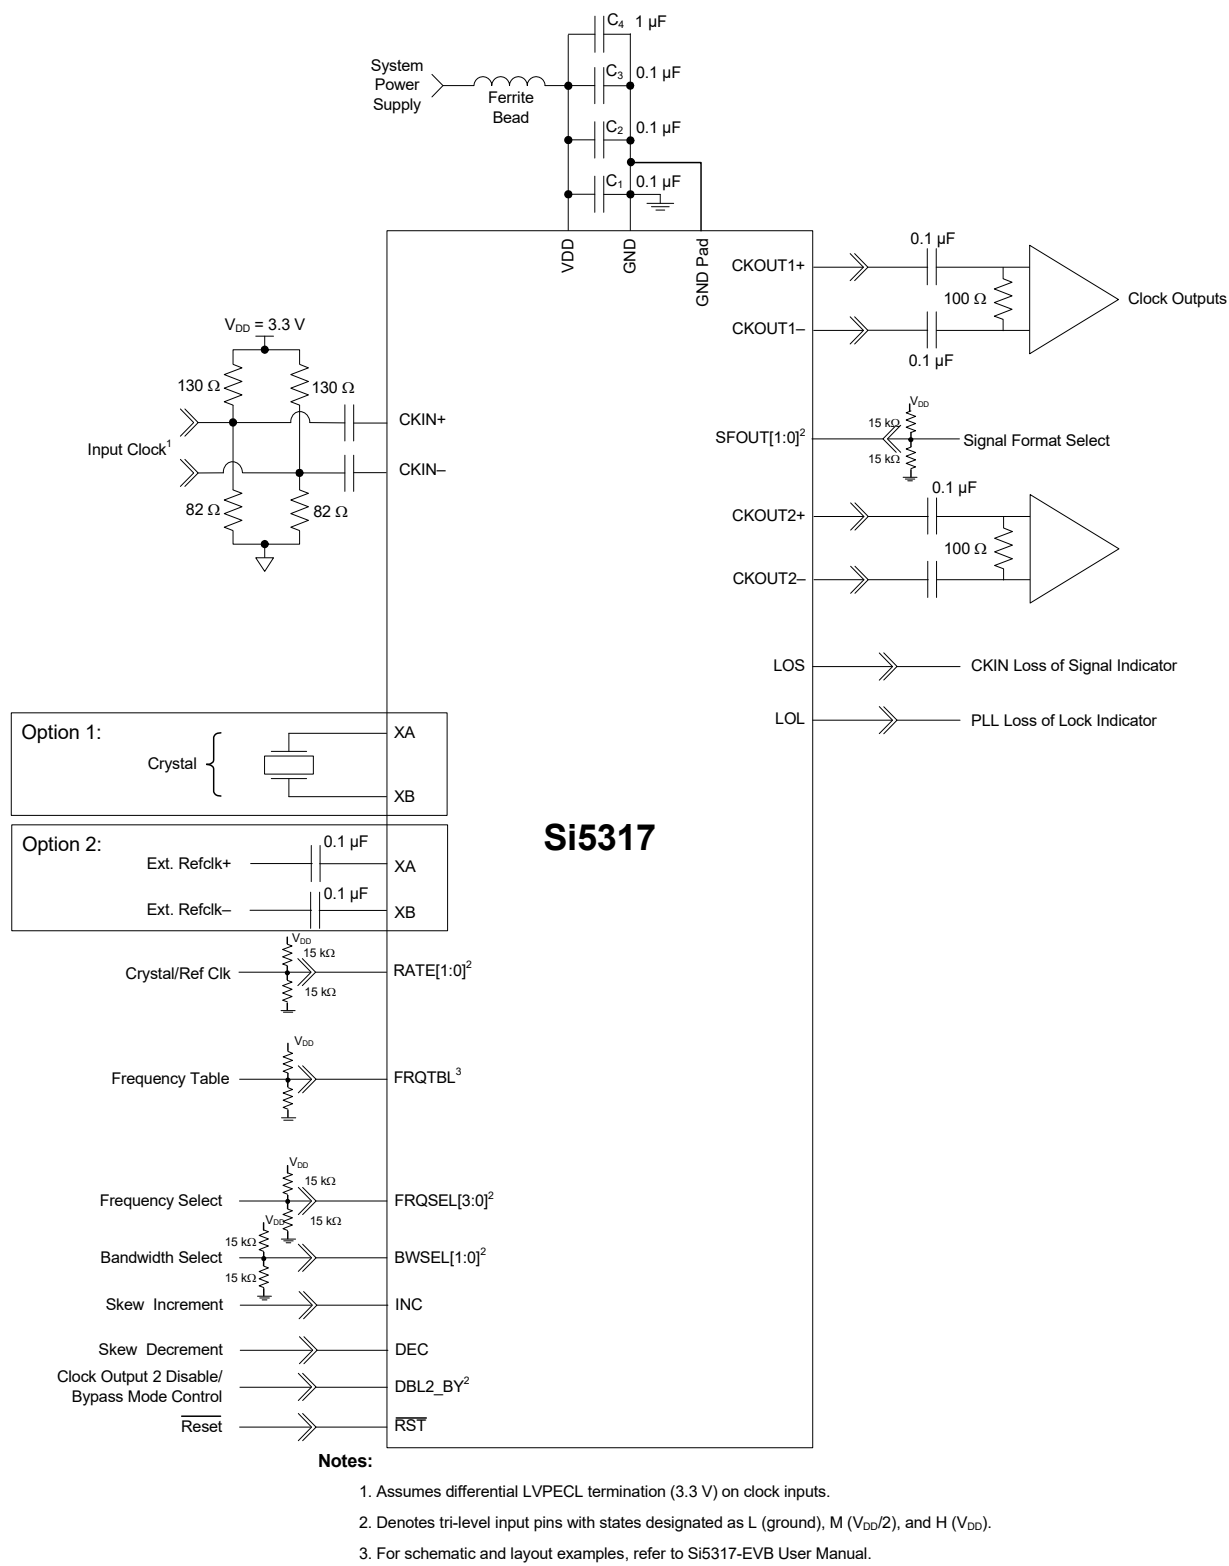 C4 1 µF
System
Power
Supply
Ferrite
Bead
C3 0.1 µF
C2 0.1 µF
C1 0.1 µF
VDD
GND
GND Pad
CKOUT1+
0.1 µF
100 Ω
Clock Outputs
CKOUT1–
0.1 µF
VDD = 3.3 V
130 Ω
130 Ω
CKIN+
Input Clock1
CKIN–
82 Ω
82 Ω
SFOUT[1:0]2
VDD
15 kΩ
15 kΩ
Signal Format Select
0.1 µF
CKOUT2+
100 Ω
CKOUT2–
LOS
CKIN Loss of Signal Indicator
LOL
PLL Loss of Lock Indicator
Option 1:
Crystal
XA
XB
Si5317
Option 2:
0.1 µF
Ext. Refclk+
XA
0.1 µF
Ext. Refclk–
XB
VDD
15 kΩ
Crystal/Ref Clk
RATE[1:0]2
15 kΩ
VDD
Frequency Table
FRQTBL3
VDD
15 kΩ
Frequency Select
FRQSEL[3:0]2
15 kΩ
VDD
15 kΩ
Bandwidth Select
BWSEL[1:0]2
15 kΩ
Skew Increment
INC
Skew Decrement
DEC
Clock Output 2 Disable/
Bypass Mode Control
DBL2_BY2
Reset
RST
Notes:
1. Assumes differential LVPECL termination (3.3 V) on clock inputs.
2. Denotes tri-level input pins with states designated as L (ground), M (VDD/2), and H (VDD).
3. For schematic and layout examples, refer to Si5317-EVB User Manual.